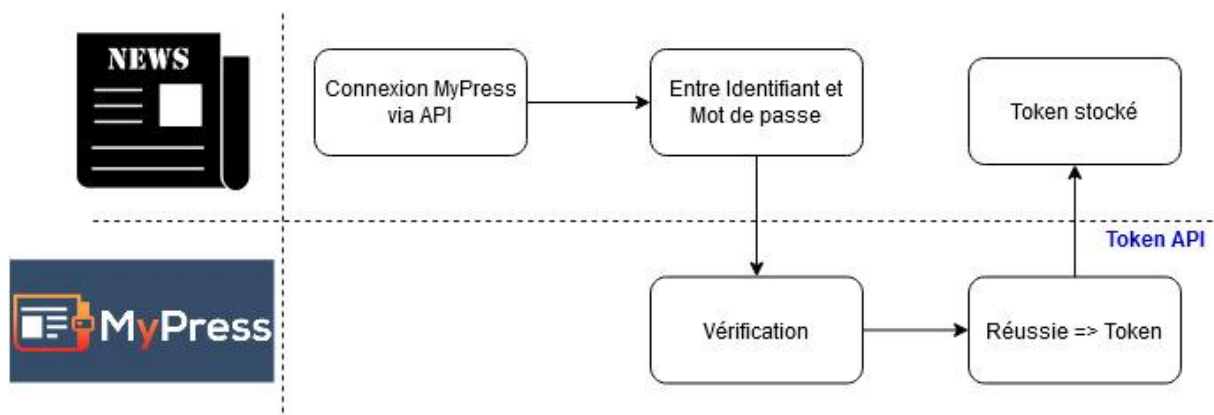 NEWS
Connexion MyPress
via API
Entre Identifiant et
Mot de passe
Token stocké
Token API
MyPress
Vérification
Réussie => Token